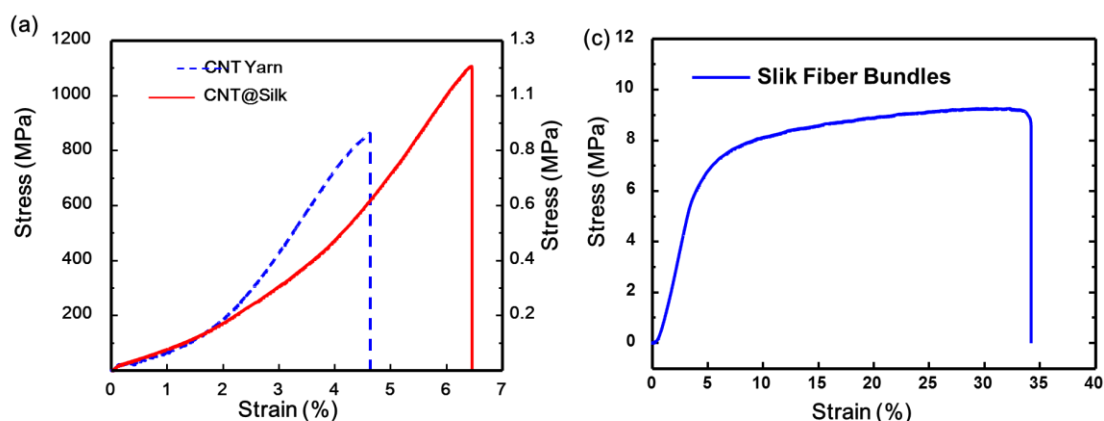 (a)
1200
1000
800
600
400
200
Stress (MPa)
CNT Yarn
CNT@Silk
1.3
1.1
0.8
0.6
0.4
0.2
Stress (MPa)
0 1 2 3 4 5 6 7
Strain (%)
(c)
12
10
8
6
4
2
0
Stress (MPa)
Slik Fiber Bundles
0 5 10 15 20 25 30 35 40
Strain (%)